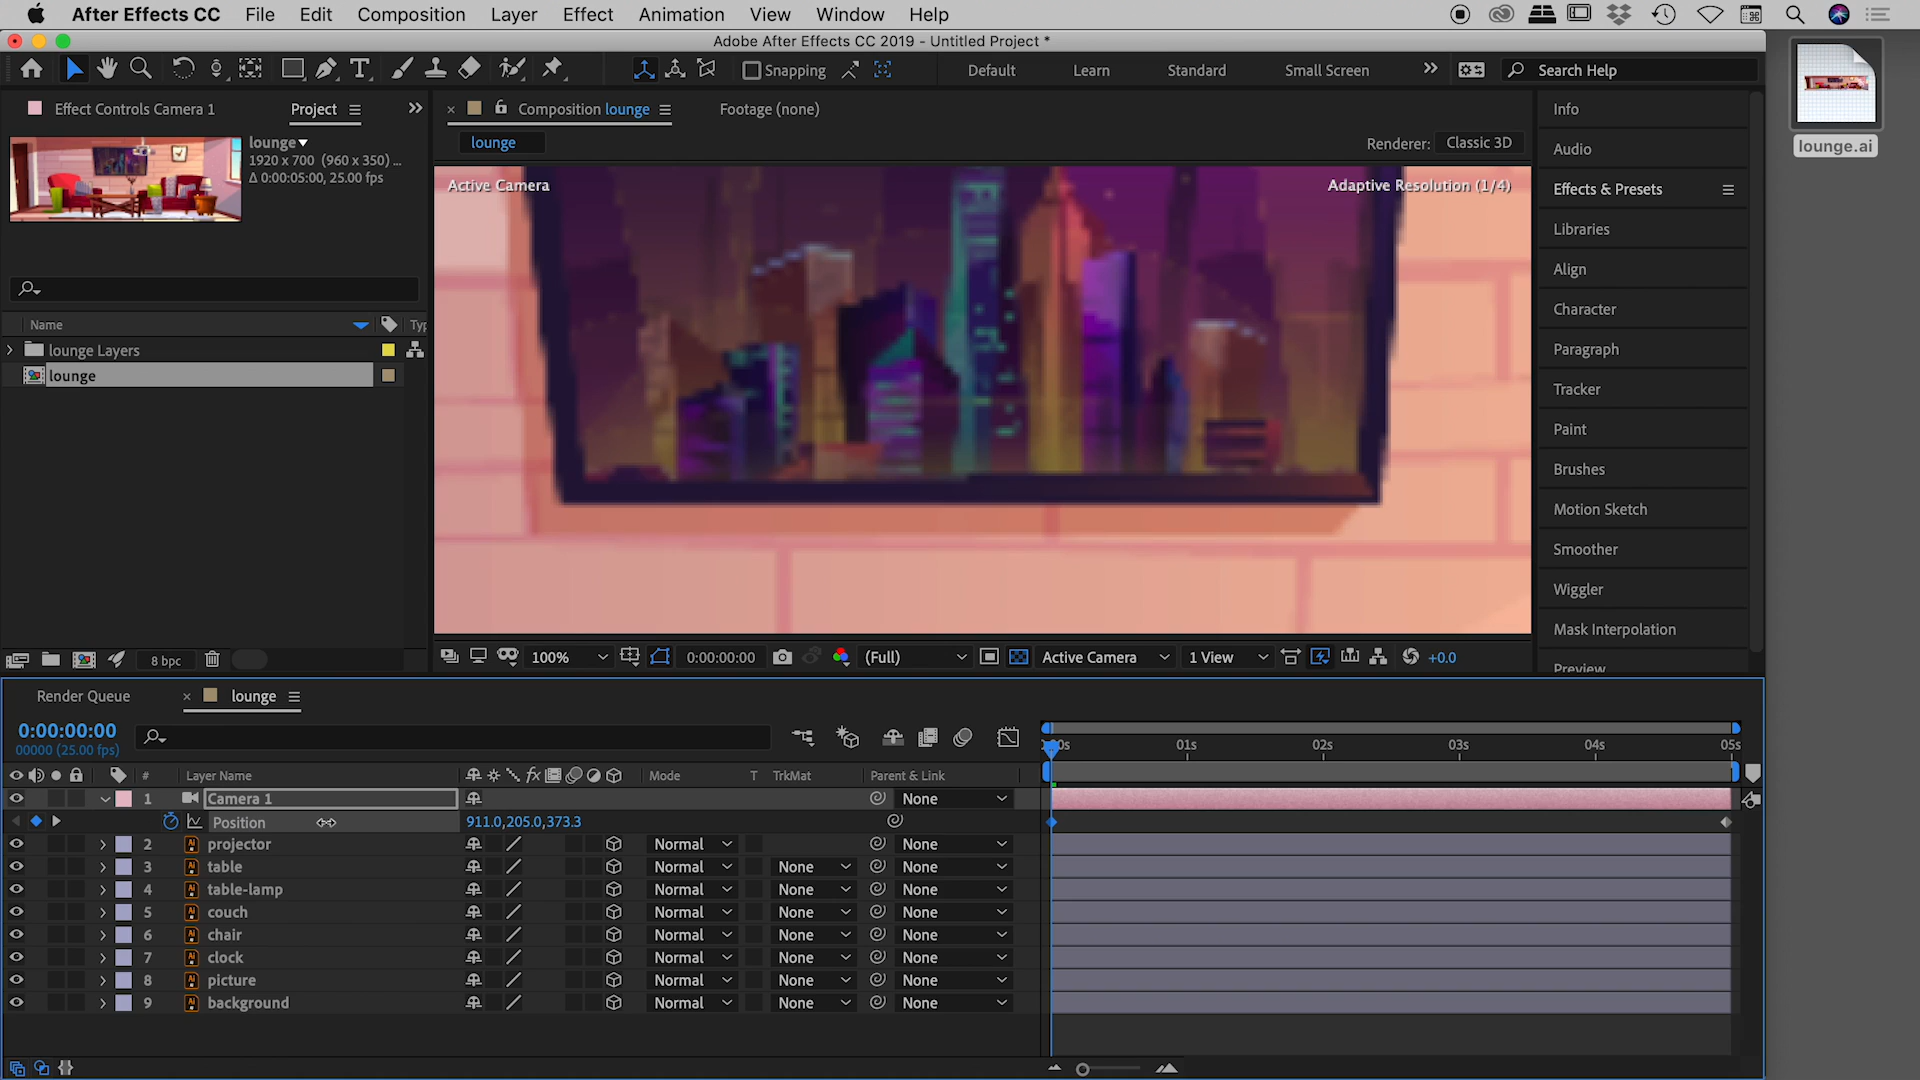 After Effects CC File Edit Composition Layer Effect Animation View Window Help
Adobe After Effects CC 2019 - Untitled Project *
Snapping Default Learn Standard Small Screen Search Help
Effect Controls Camera 1 Project
Composition lounge Footage (none)
lounge Renderer: Classic 3D
lounge
1920 x 700 (960 x 350) ...
Δ 0:00:05:00, 25.00 fps
Active Camera Adaptive Resolution (1/4)
Name Typ
lounge Layers
lounge
Info
Audio
Effects & Presets
Libraries
Align
Character
Paragraph
Tracker
Paint
Brushes
Motion Sketch
Smoother
Wiggler
Mask Interpolation
Preview
lounge.ai
8 bpc
100% 0:00:00:00 (Full) Active Camera 1 View +0.0
Render Queue lounge
0:00:00:00
00000 (25.00 fps)
01s 02s 03s 04s 05s
# Layer Name fx Mode T TrkMat Parent & Link
1 Camera 1 None
Position 911.0,205.0,373.3
2 projector Normal None
3 table Normal None None
4 table-lamp Normal None None
5 couch Normal None None
6 chair Normal None None
7 clock Normal None None
8 picture Normal None None
9 background Normal None None